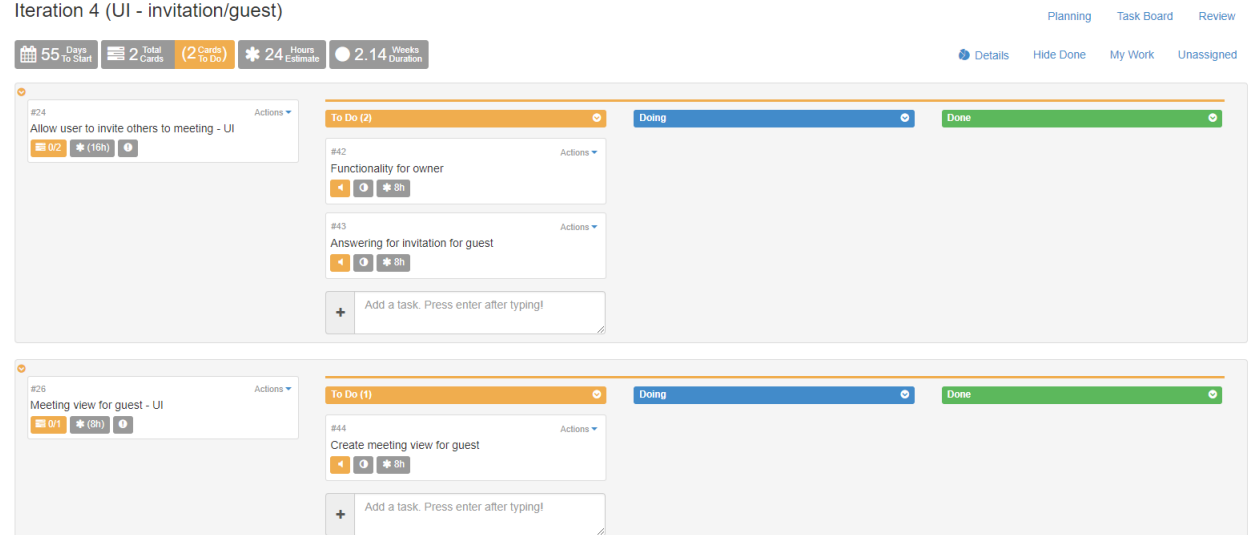 Iteration 4 (UI - invitation/guest)
Planning Task Board Review
55 Days To Start 2 Total Cards (2 Cards To Do) 24 Hours Estimate 2.14 Weeks Duration
Details Hide Done My Work Unassigned
#24 Actions
Allow user to invite others to meeting - UI
0/2 (16h)
To Do (2) Doing Done
#42 Actions
Functionality for owner
8h
#43 Actions
Answering for invitation for guest
8h
Add a task. Press enter after typing!
#26 Actions
Meeting view for guest - UI
0/1 (8h)
To Do (1) Doing Done
#44 Actions
Create meeting view for guest
8h
Add a task. Press enter after typing!